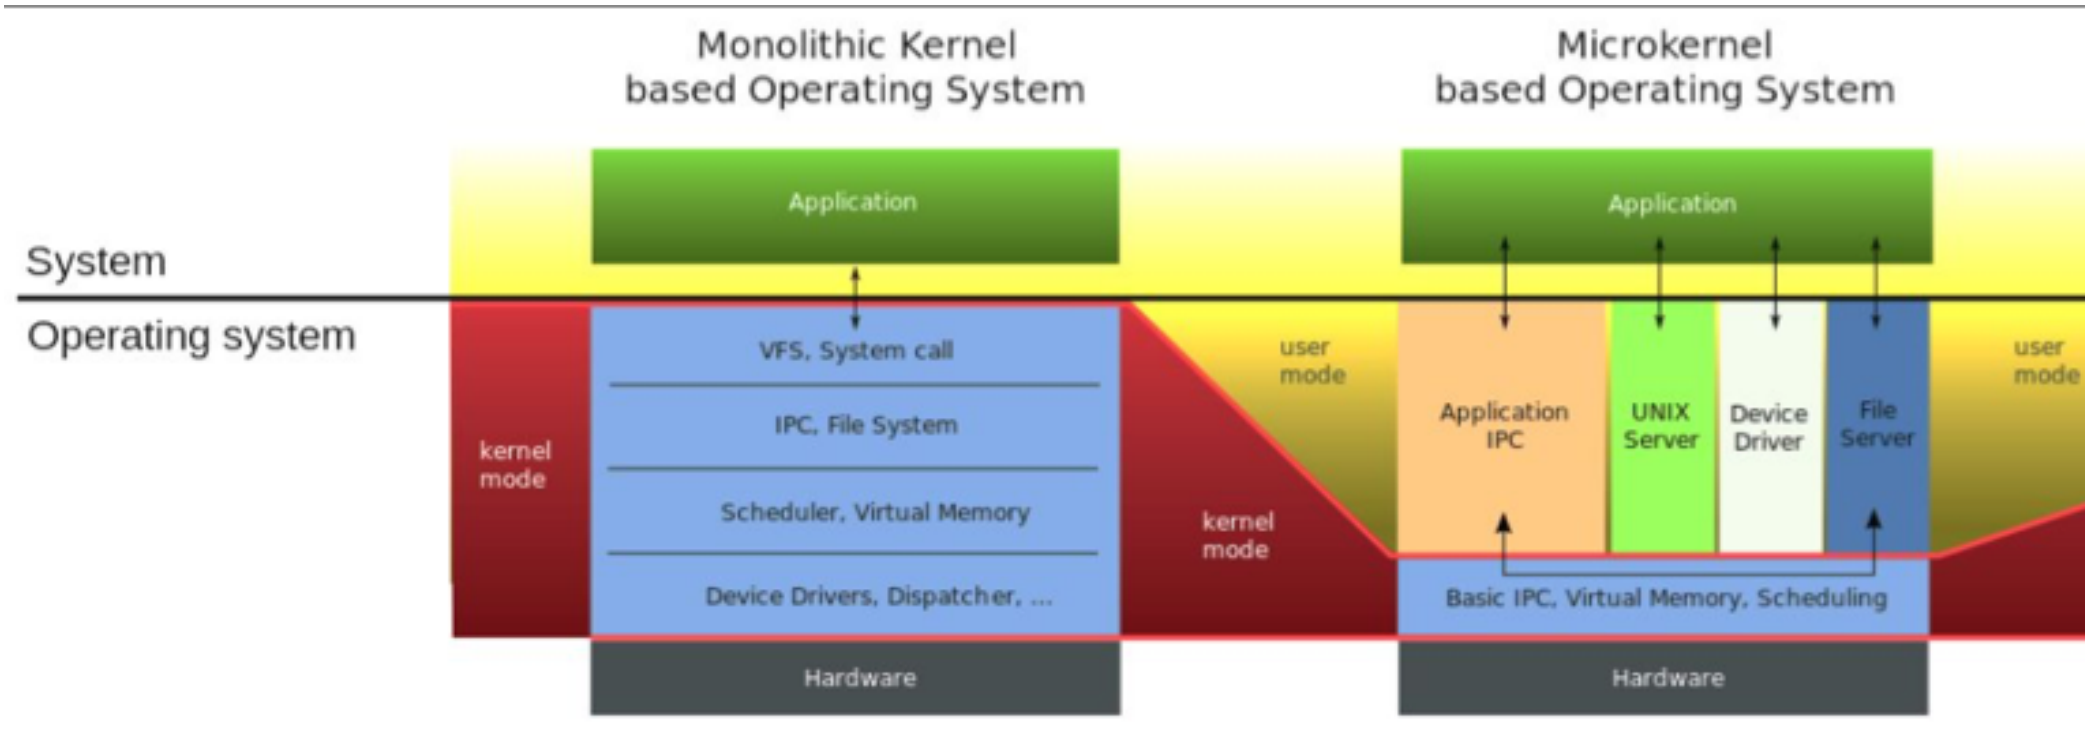 Monolithic Kernel
based Operating System
Microkernel
based Operating System
Application
Application
System
Operating system
VFS, System call
IPC, File System
Scheduler, Virtual Memory
Device Drivers, Dispatcher, ...
kernel
mode
kernel
mode
user
mode
Application
IPC
UNIX
Server
Device
Driver
File
Server
user
mode
Basic IPC, Virtual Memory, Scheduling
Hardware
Hardware